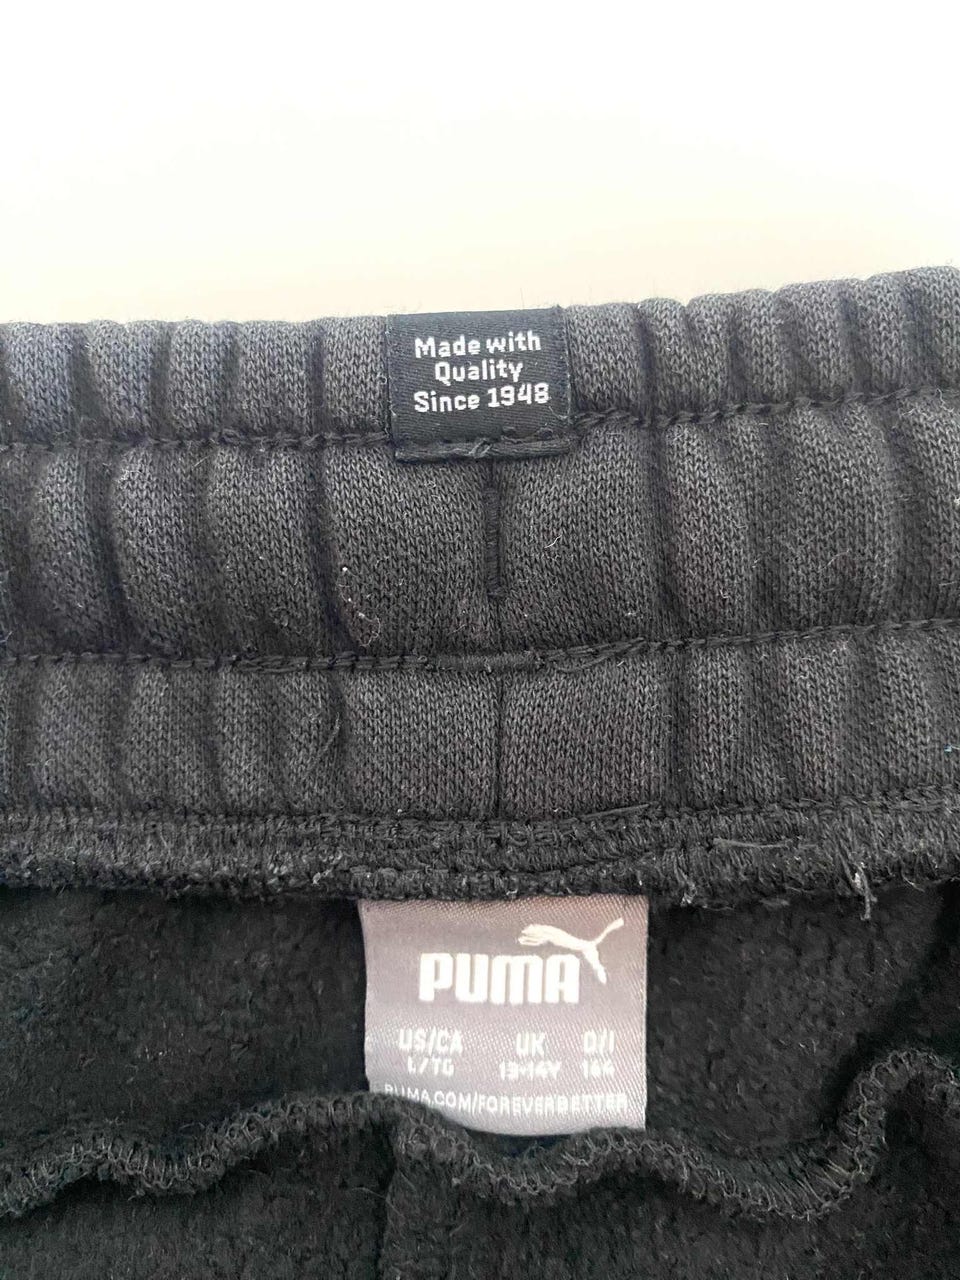 Made with
Quality
Since 1948
PUMA
US/CA UK D/I
L/TG 13-14Y 164
PUMA.COM/FOREVERBETTER